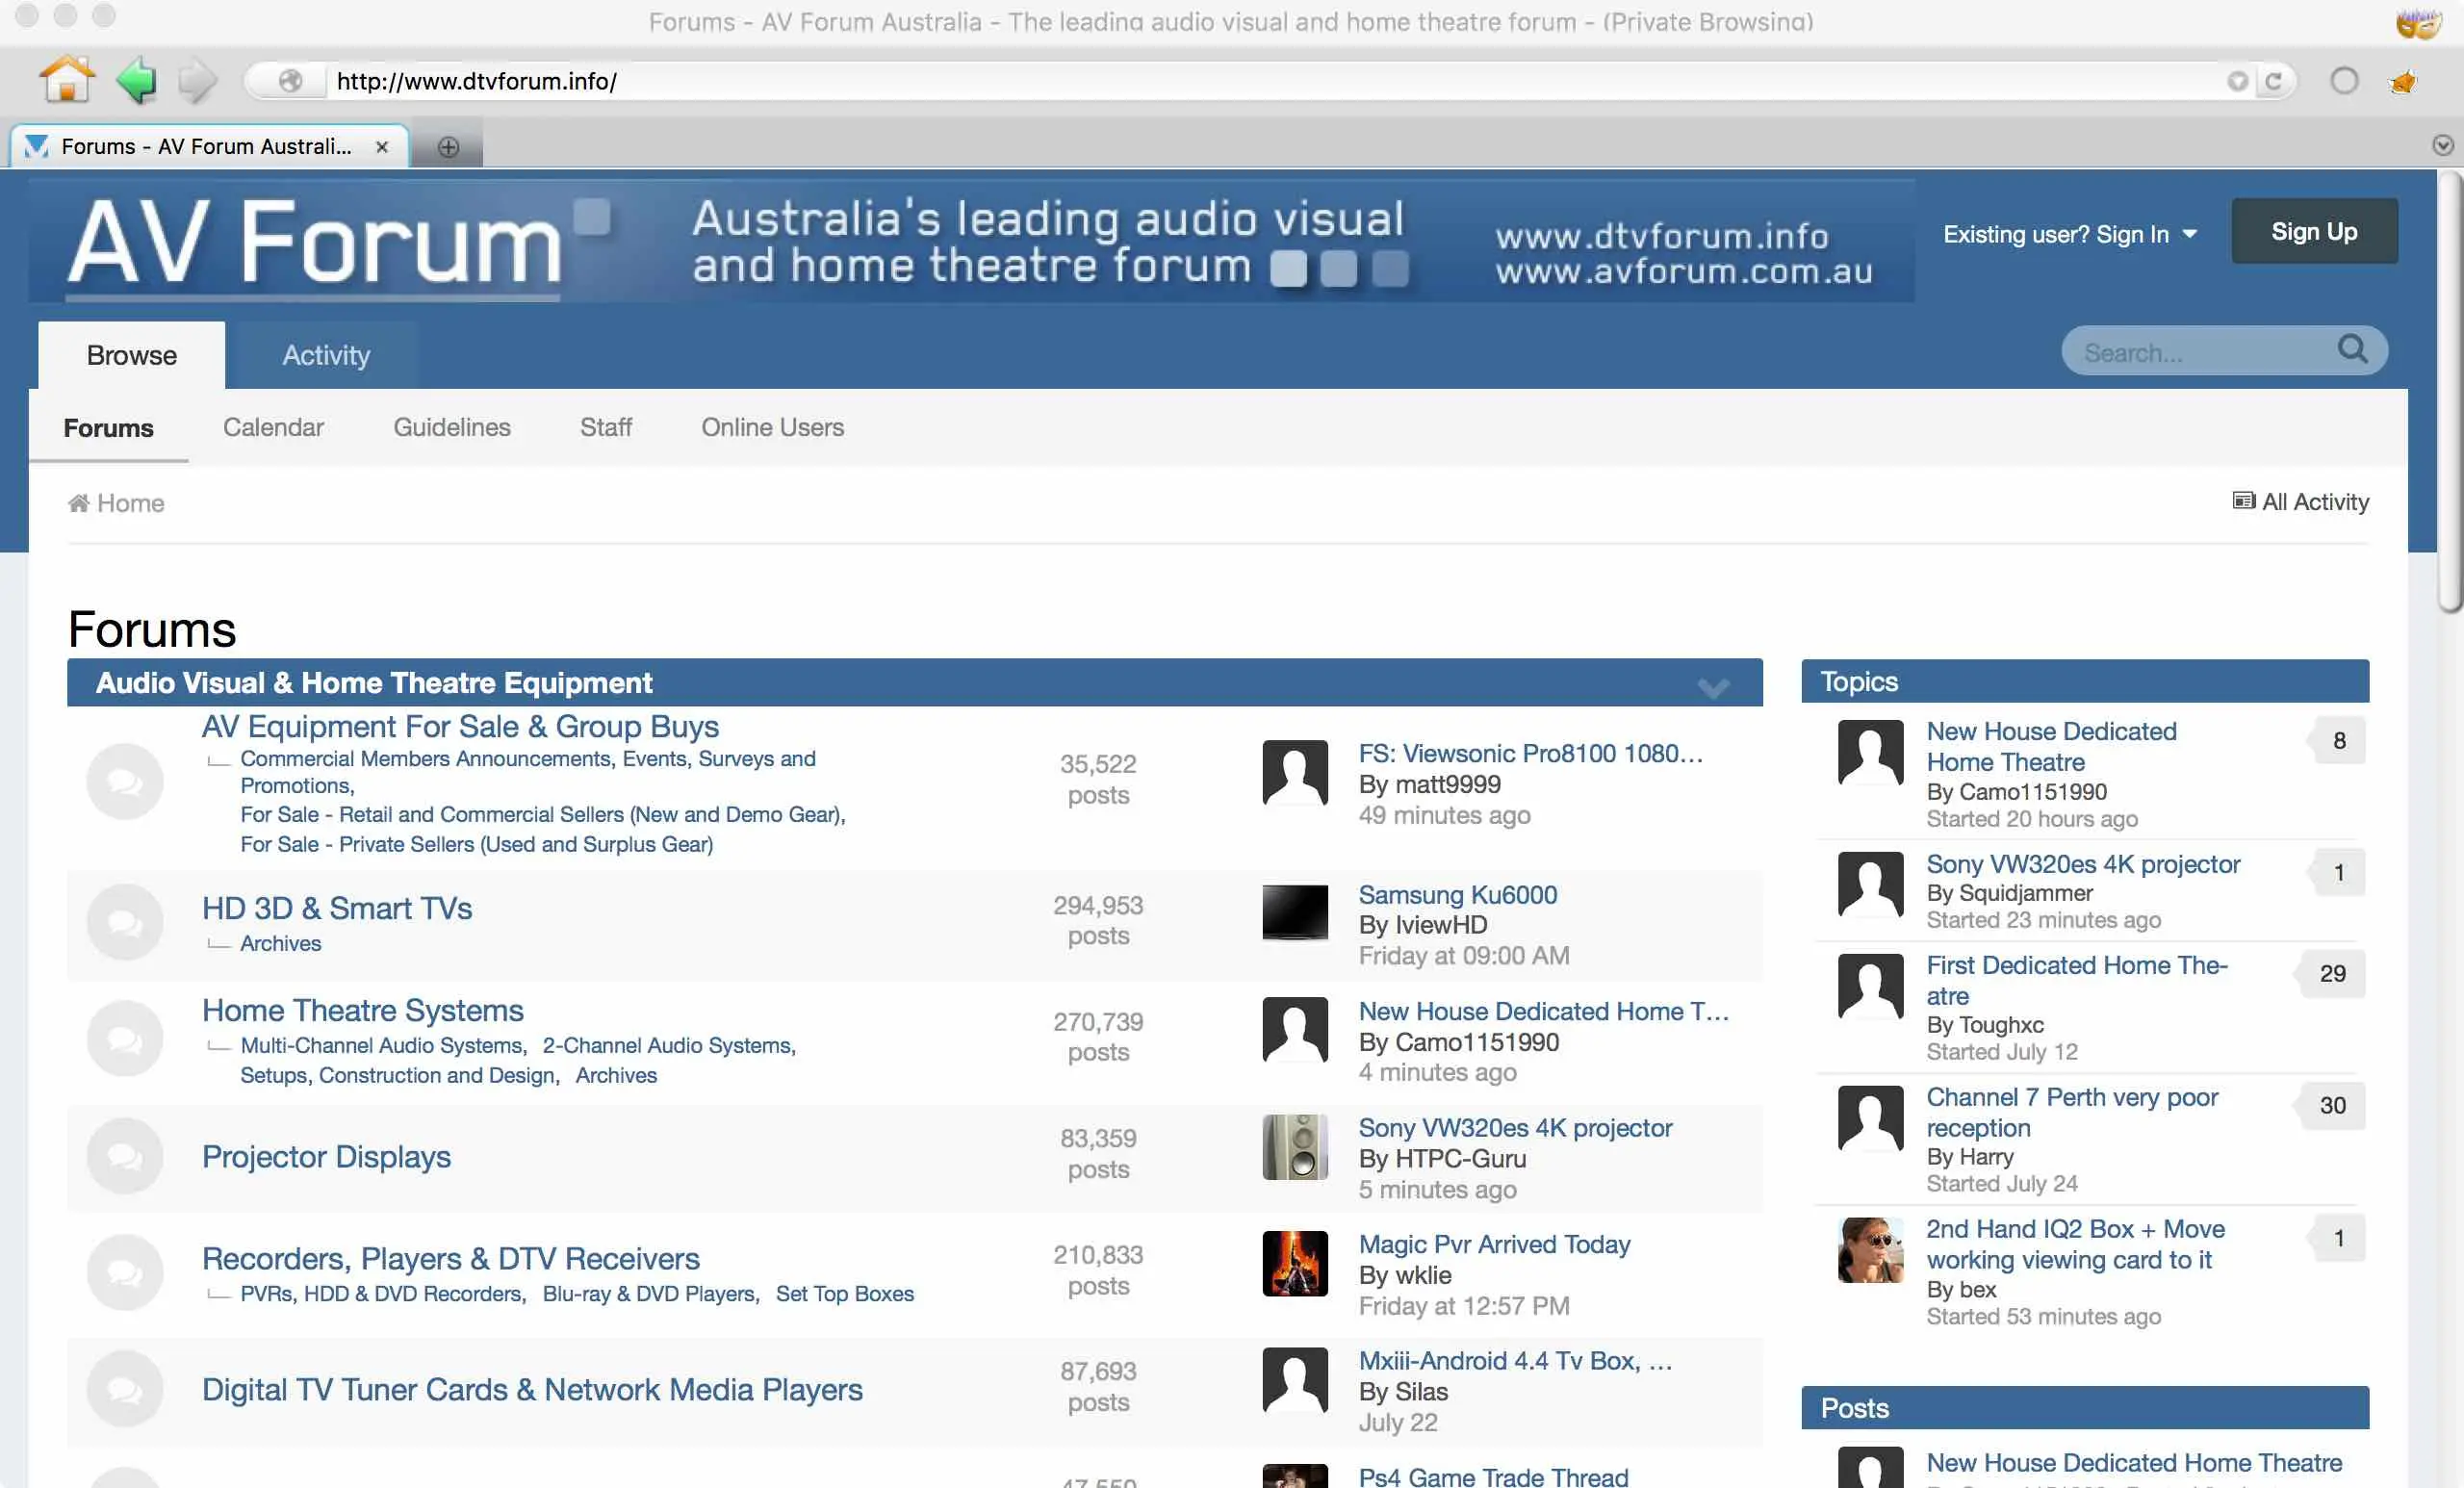 Forums - AV Forum Australia - The leading audio visual and home theatre forum - (Private Browsing)
http://www.dtvforum.info/
Forums - AV Forum Australi...
AV Forum
Australia's leading audio visual
and home theatre forum
www.dtvforum.info
www.avforum.com.au
Existing user? Sign In
Sign Up
Browse
Activity
Search...
Forums
Calendar
Guidelines
Staff
Online Users
Home
All Activity
Forums
Audio Visual & Home Theatre Equipment
AV Equipment For Sale & Group Buys
Commercial Members Announcements, Events, Surveys and
Promotions,
For Sale - Retail and Commercial Sellers (New and Demo Gear),
For Sale - Private Sellers (Used and Surplus Gear)
35,522
posts
FS: Viewsonic Pro8100 1080...
By matt9999
49 minutes ago
HD 3D & Smart TVs
Archives
294,953
posts
Samsung Ku6000
By IviewHD
Friday at 09:00 AM
Home Theatre Systems
Multi-Channel Audio Systems, 2-Channel Audio Systems,
Setups, Construction and Design, Archives
270,739
posts
New House Dedicated Home T...
By Camo1151990
4 minutes ago
Projector Displays
83,359
posts
Sony VW320es 4K projector
By HTPC-Guru
5 minutes ago
Recorders, Players & DTV Receivers
PVRs, HDD & DVD Recorders, Blu-ray & DVD Players, Set Top Boxes
210,833
posts
Magic Pvr Arrived Today
By wklie
Friday at 12:57 PM
Digital TV Tuner Cards & Network Media Players
87,693
posts
Mxiii-Android 4.4 Tv Box, ...
By Silas
July 22
Ps4 Game Trade Thread
Topics
New House Dedicated
Home Theatre
By Camo1151990
Started 20 hours ago
8
Sony VW320es 4K projector
By Squidjammer
Started 23 minutes ago
1
First Dedicated Home The-
atre
By Toughxc
Started July 12
29
Channel 7 Perth very poor
reception
By Harry
Started July 24
30
2nd Hand IQ2 Box + Move
working viewing card to it
By bex
Started 53 minutes ago
1
Posts
New House Dedicated Home Theatre